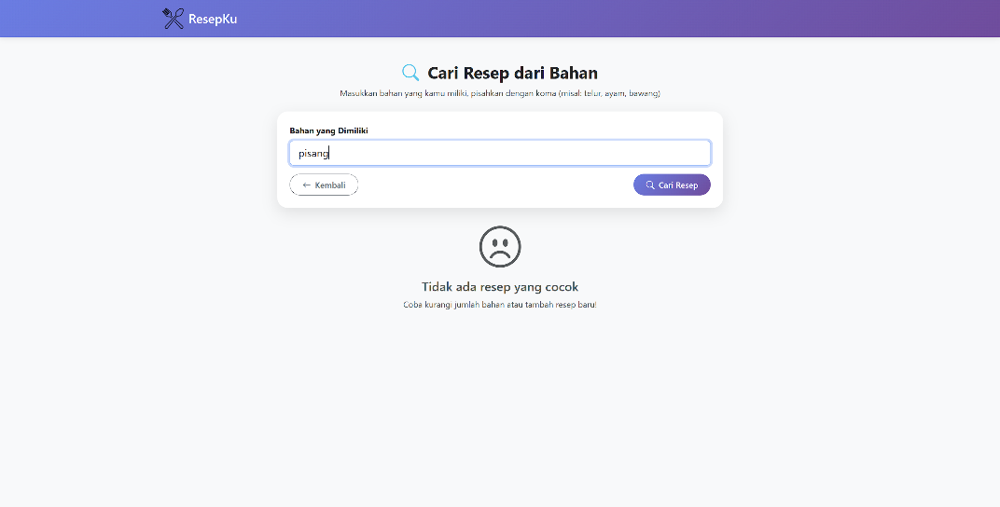 ResepKu
Cari Resep dari Bahan
Masukkan bahan yang kamu miliki, pisahkan dengan koma (misal: telur, ayam, bawang)
Bahan yang Dimiliki
pisang
← Kembali
Cari Resep
Tidak ada resep yang cocok
Coba kurangi jumlah bahan atau tambah resep baru!